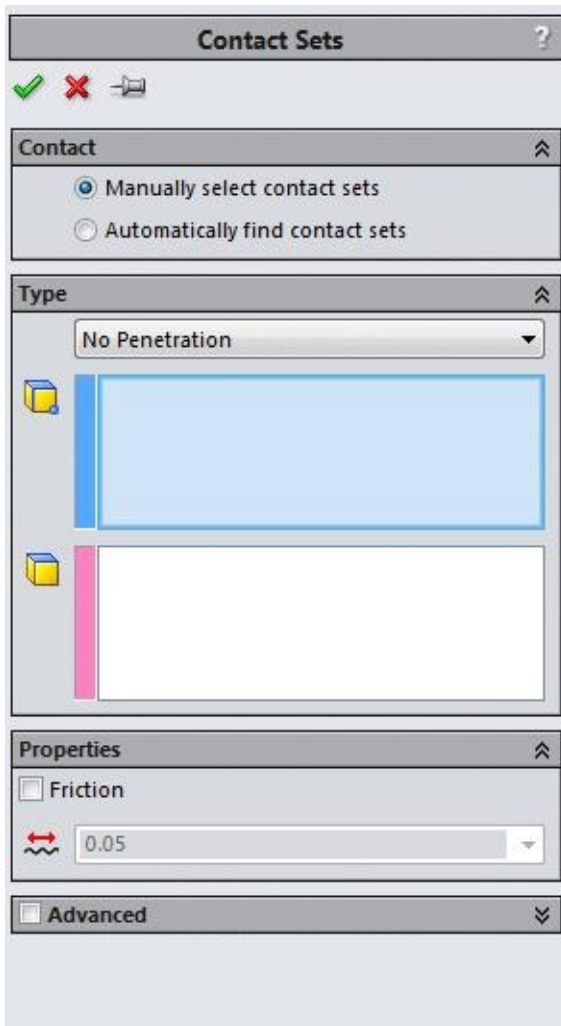 Contact Sets
?
Contact
Manually select contact sets
Automatically find contact sets
Type
No Penetration
Properties
Friction
0.05
Advanced